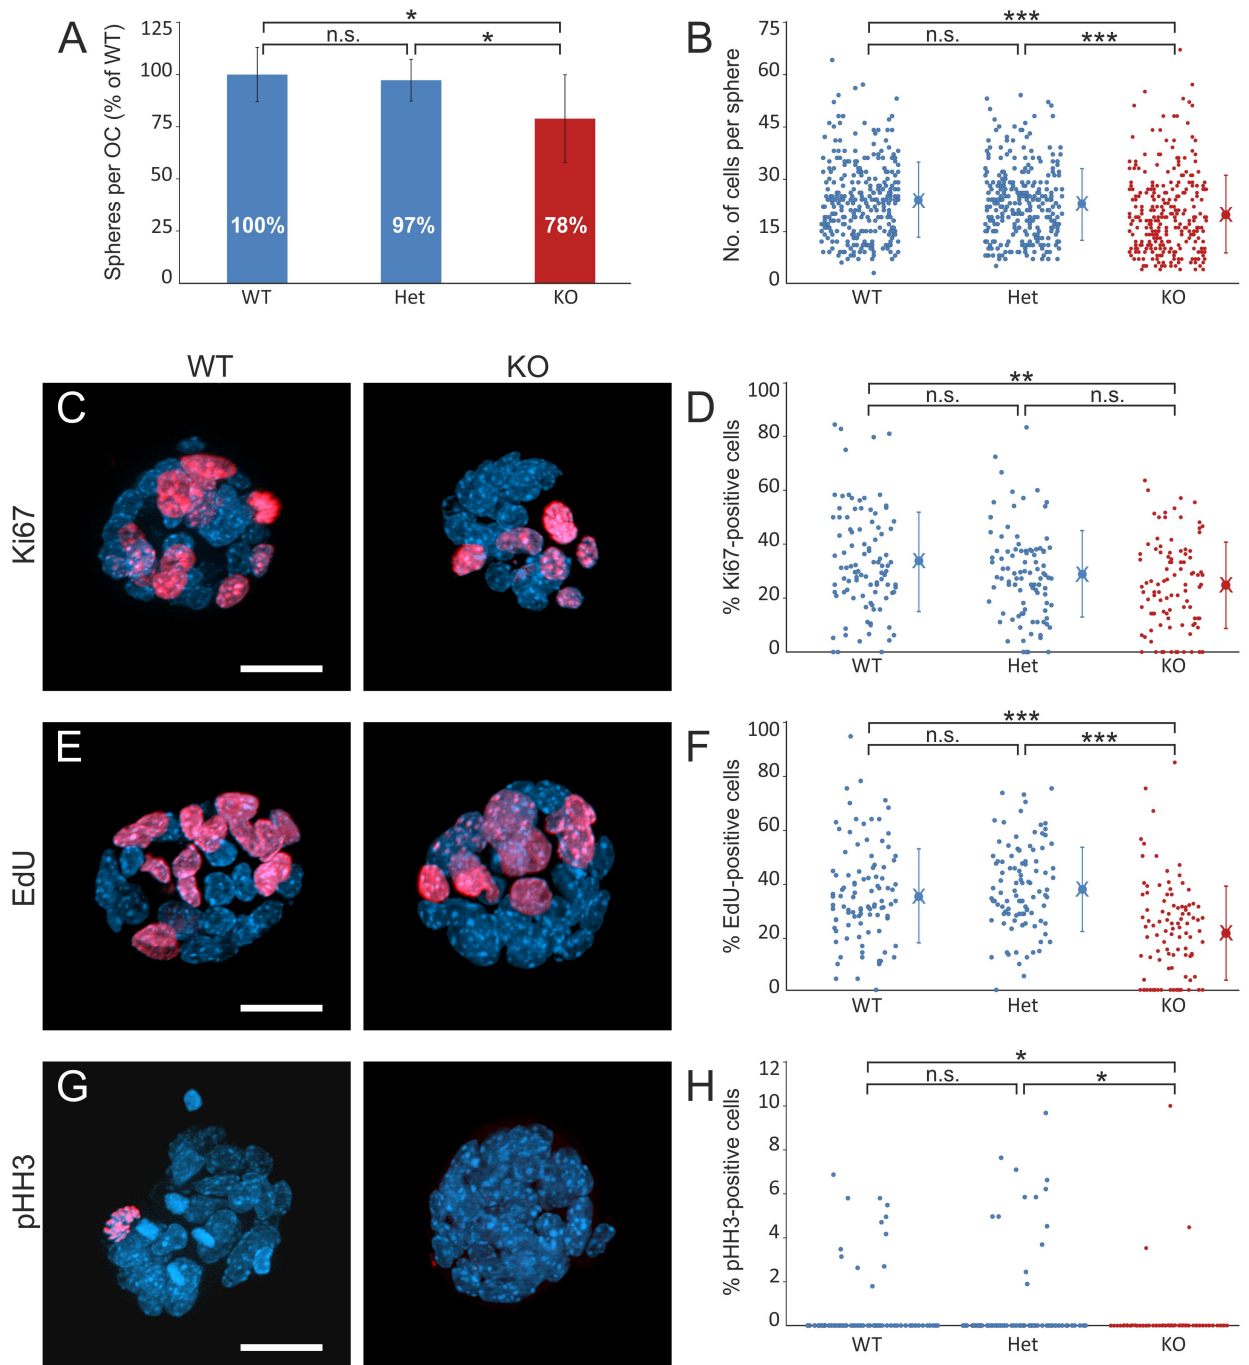 A
Spheres per OC (% of WT)
125
100
75
50
25
0
*
n.s.
*
100%
97%
78%
WT
Het
KO
B
No. of cells per sphere
75
60
45
30
15
0
***
n.s.
***
WT
Het
KO
WT
KO
Ki67
C
D
% Ki67-positive cells
100
80
60
40
20
0
**
n.s.
n.s.
WT
Het
KO
EdU
E
F
% EdU-positive cells
100
80
60
40
20
0
***
n.s.
***
WT
Het
KO
pHH3
G
H
% pHH3-positive cells
12
10
8
6
4
2
0
*
n.s.
*
WT
Het
KO